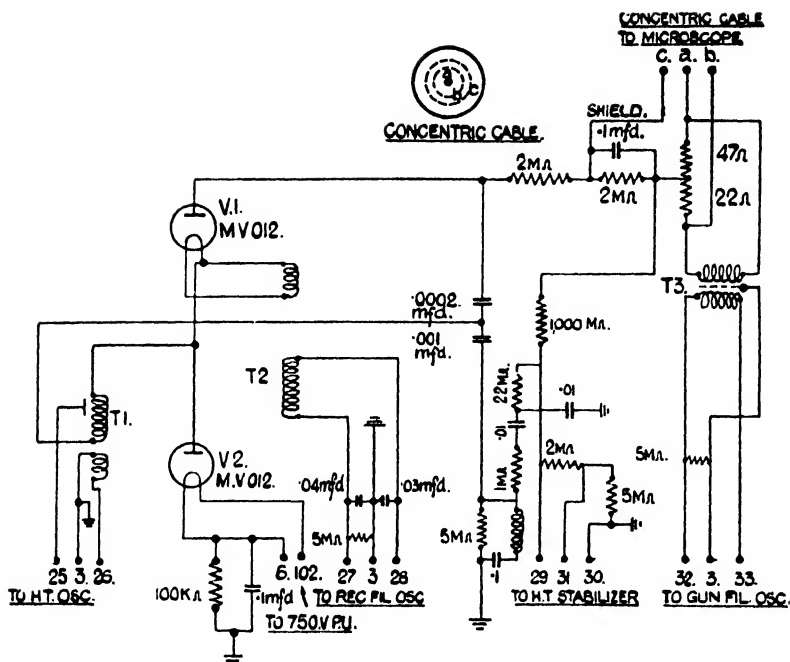 CONCENTRIC CABLE
TO MICROSCOPE
c. a. b.
a
b c
CONCENTRIC CABLE.
SHIELD.
.1mfd.
2MΩ
2MΩ
47Ω
22Ω
V.1.
MV012.
T3.
.0002
mfd.
.001
mfd.
1,000 MΩ.
T2
22MΩ.
.01
.01
T1.
V2.
M.V012.
.04mfd
.03mfd.
2MΩ
1MΩ
5MΩ.
5MΩ
5MΩ
5MΩ
.1
25 3. 26.
6. 102.
27 3 28
29 31 30.
32. 3. 33.
TO H.T. OSC.
100KΩ
.1mfd
TO REC FIL OSC
TO H.T STABILIZER
TO GUN FIL. OSC.
TO 750.V P.U.